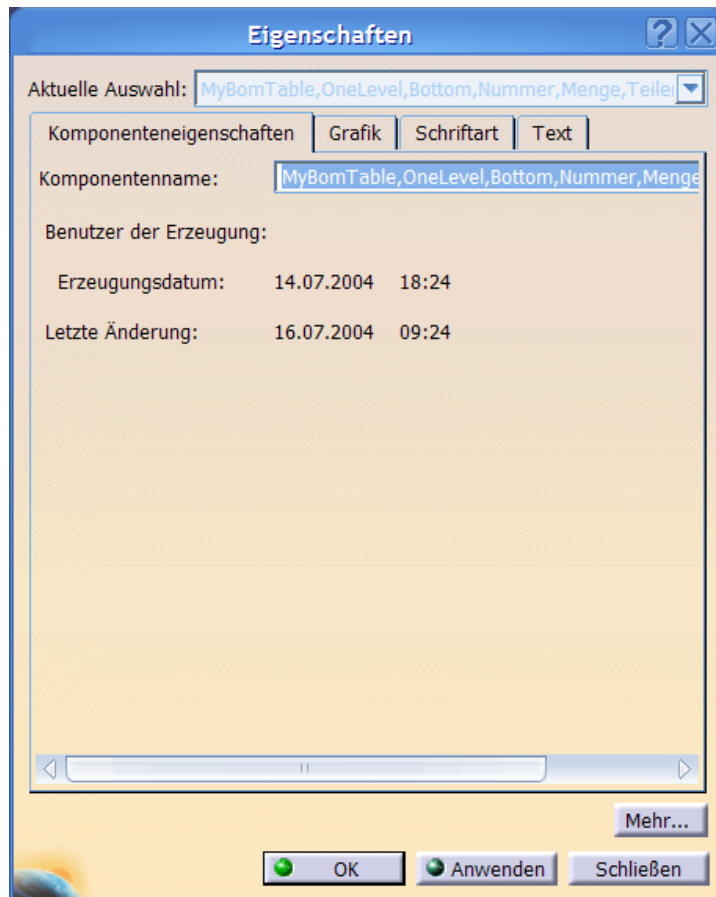 Eigenschaften
Aktuelle Auswahl: MyBomTable,OneLevel,Bottom,Nummer,Menge,Teile
Komponenteneigenschaften Grafik Schriftart Text
Komponentenname: MyBomTable,OneLevel,Bottom,Nummer,Menge
Benutzer der Erzeugung:
Erzeugungsdatum: 14.07.2004 18:24
Letzte Änderung: 16.07.2004 09:24
Mehr...
OK Anwenden Schließen